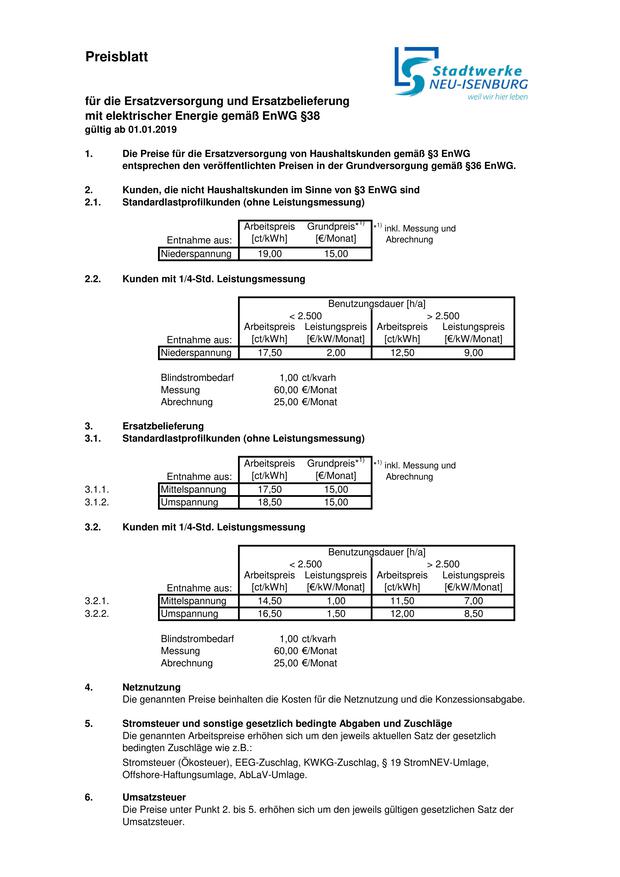 Preisblatt
Stadtwerke
NEU-ISENBURG
weil wir hier leben
für die Ersatzversorgung und Ersatzbelieferung
mit elektrischer Energie gemäß EnWG §38
gültig ab 01.01.2019
1. Die Preise für die Ersatzversorgung von Haushaltskunden gemäß §3 EnWG
entsprechen den veröffentlichten Preisen in der Grundversorgung gemäß §36 EnWG.
2. Kunden, die nicht Haushaltskunden im Sinne von §3 EnWG sind
2.1. Standardlastprofilkunden (ohne Leistungsmessung)
Arbeitspreis Grundpreis*1) *1) inkl. Messung und
Entnahme aus: [ct/kWh] [€/Monat] Abrechnung
Niederspannung 19,00 15,00
2.2. Kunden mit 1/4-Std. Leistungsmessung
Benutzungsdauer [h/a]
< 2.500 > 2.500
Arbeitspreis Leistungspreis Arbeitspreis Leistungspreis
Entnahme aus: [ct/kWh] [€/kW/Monat] [ct/kWh] [€/kW/Monat]
Niederspannung 17,50 2,00 12,50 9,00
Blindstrombedarf 1,00 ct/kvarh
Messung 60,00 €/Monat
Abrechnung 25,00 €/Monat
3. Ersatzbelieferung
3.1. Standardlastprofilkunden (ohne Leistungsmessung)
Arbeitspreis Grundpreis*1) *1) inkl. Messung und
Entnahme aus: [ct/kWh] [€/Monat] Abrechnung
3.1.1. Mittelspannung 17,50 15,00
3.1.2. Umspannung 18,50 15,00
3.2. Kunden mit 1/4-Std. Leistungsmessung
Benutzungsdauer [h/a]
< 2.500 > 2.500
Arbeitspreis Leistungspreis Arbeitspreis Leistungspreis
Entnahme aus: [ct/kWh] [€/kW/Monat] [ct/kWh] [€/kW/Monat]
3.2.1. Mittelspannung 14,50 1,00 11,50 7,00
3.2.2. Umspannung 16,50 1,50 12,00 8,50
Blindstrombedarf 1,00 ct/kvarh
Messung 60,00 €/Monat
Abrechnung 25,00 €/Monat
4. Netznutzung
Die genannten Preise beinhalten die Kosten für die Netznutzung und die Konzessionsabgabe.
5. Stromsteuer und sonstige gesetzlich bedingte Abgaben und Zuschläge
Die genannten Arbeitspreise erhöhen sich um den jeweils aktuellen Satz der gesetzlich
bedingten Zuschläge wie z.B.:
Stromsteuer (Ökosteuer), EEG-Zuschlag, KWKG-Zuschlag, § 19 StromNEV-Umlage,
Offshore-Haftungsumlage, AbLaV-Umlage.
6. Umsatzsteuer
Die Preise unter Punkt 2. bis 5. erhöhen sich um den jeweils gültigen gesetzlichen Satz der
Umsatzsteuer.